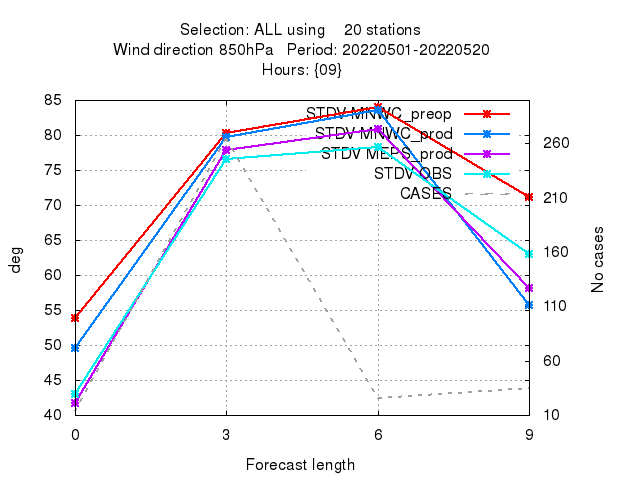 Selection: ALL using    20 stations
Wind direction 850hPa   Period: 20220501-20220520
Hours: {09}
STDV MNWC_preop
STDV MNWC_prod
STDV MEPS_prod
STDV OBS
CASES
85
80
75
70
65
60
55
50
45
40
260
210
160
110
60
10
deg
No cases
0 3 6 9
Forecast length